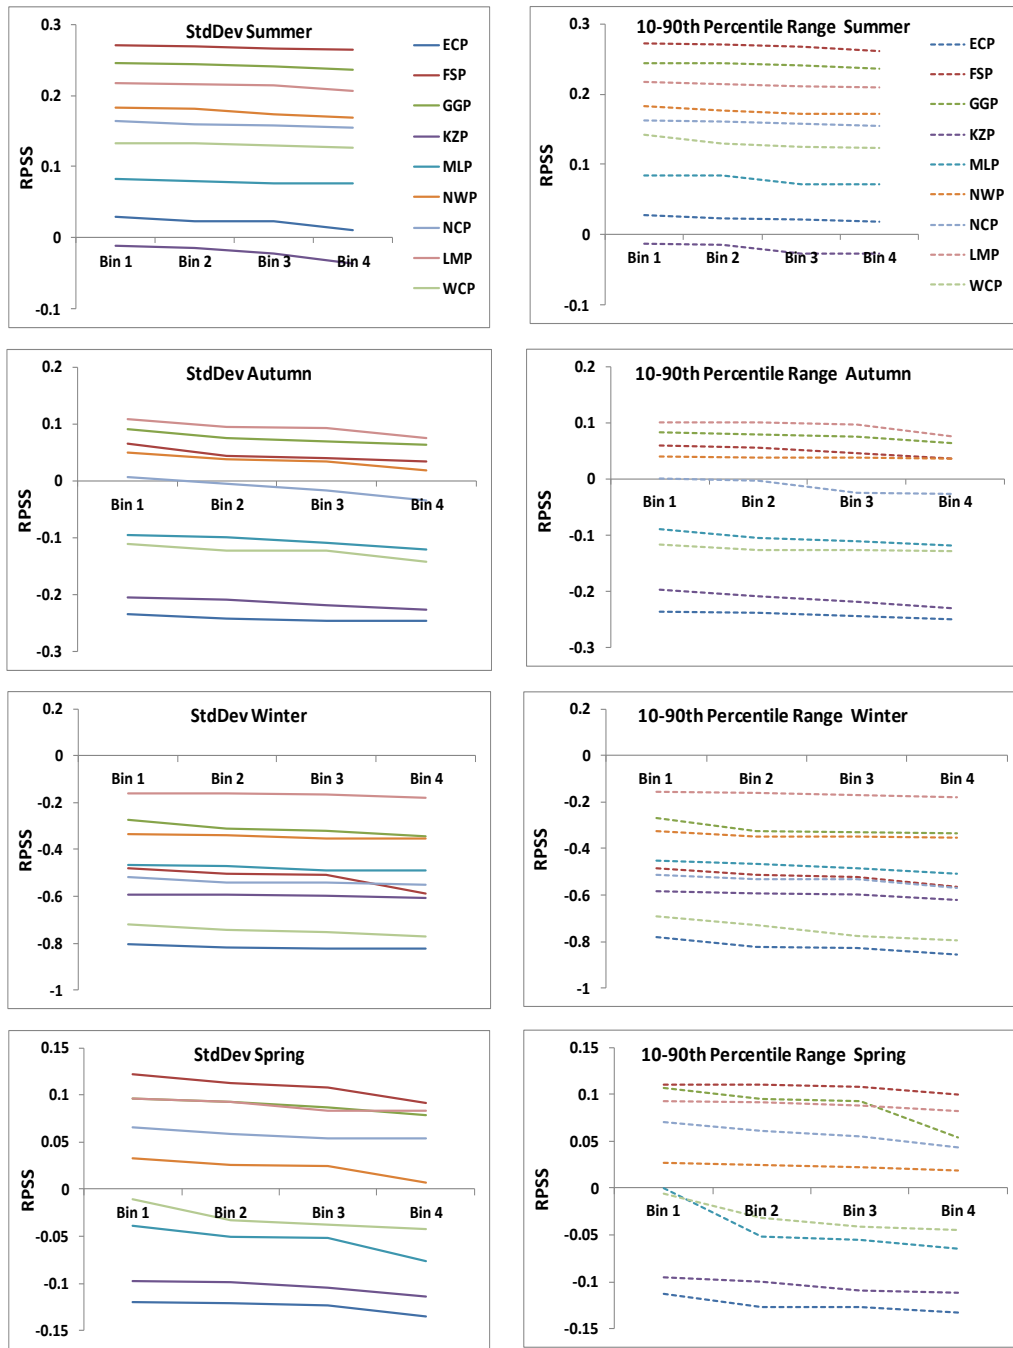 StdDev Summer
0.3
0.2
0.1
0
-0.1
RPSS
Bin 1 Bin 2 Bin 3 Bin 4
ECP
FSP
GGP
KZP
MLP
NWP
NCP
LMP
WCP
10-90th Percentile Range Summer
0.3
0.2
0.1
0
-0.1
RPSS
Bin 1 Bin 2 Bin 3 Bin 4
ECP
FSP
GGP
KZP
MLP
NWP
NCP
LMP
WCP
StdDev Autumn
0.2
0.1
0
-0.1
-0.2
-0.3
RPSS
Bin 1 Bin 2 Bin 3 Bin 4
10-90th Percentile Range Autumn
0.2
0.1
0
-0.1
-0.2
-0.3
RPSS
Bin 1 Bin 2 Bin 3 Bin 4
StdDev Winter
0.2
0
-0.2
-0.4
-0.6
-0.8
-1
RPSS
Bin 1 Bin 2 Bin 3 Bin 4
10-90th Percentile Range Winter
0.2
0
-0.2
-0.4
-0.6
-0.8
-1
RPSS
Bin 1 Bin 2 Bin 3 Bin 4
StdDev Spring
0.15
0.1
0.05
0
-0.05
-0.1
-0.15
RPSS
Bin 1 Bin 2 Bin 3 Bin 4
10-90th Percentile Range Spring
0.15
0.1
0.05
0
-0.05
-0.1
-0.15
RPSS
Bin 1 Bin 2 Bin 3 Bin 4